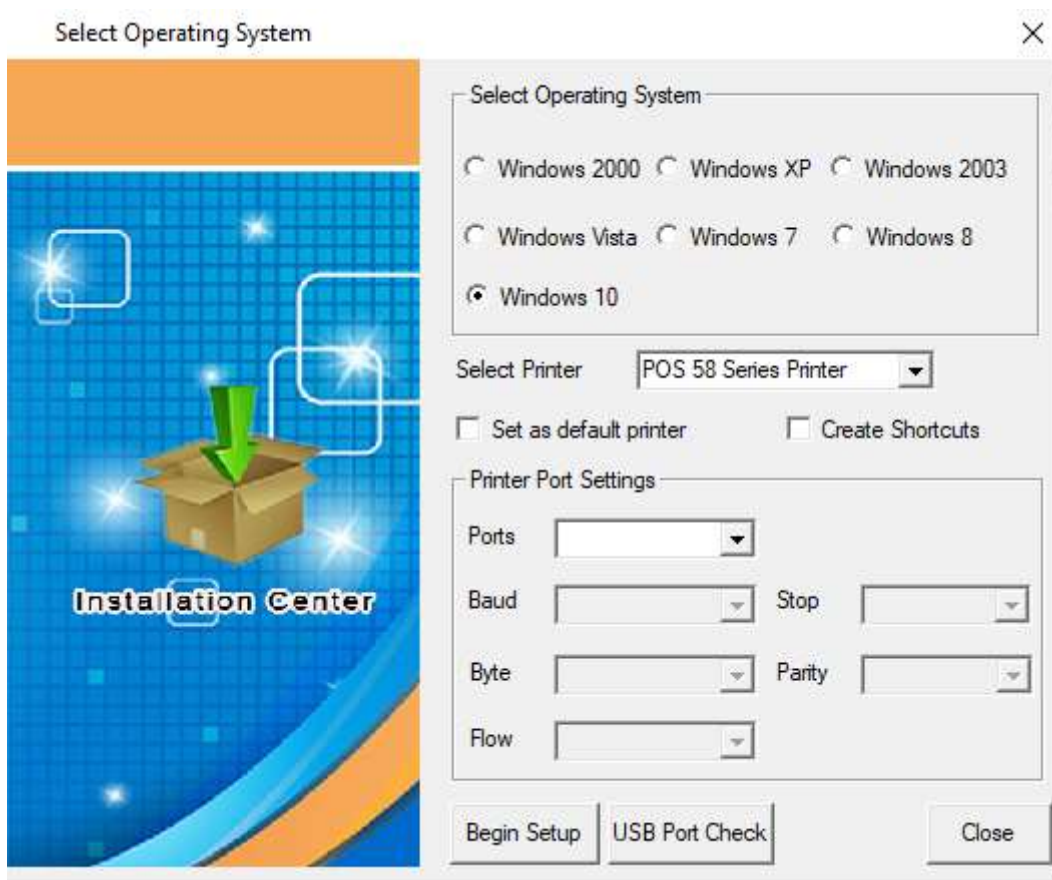 Select Operating System
Select Operating System
Windows 2000 Windows XP Windows 2003
Windows Vista Windows 7 Windows 8
Windows 10
Select Printer POS 58 Series Printer
Set as default printer Create Shortcuts
Printer Port Settings
Ports
Baud Stop
Byte Parity
Flow
Installation Center
Begin Setup USB Port Check Close